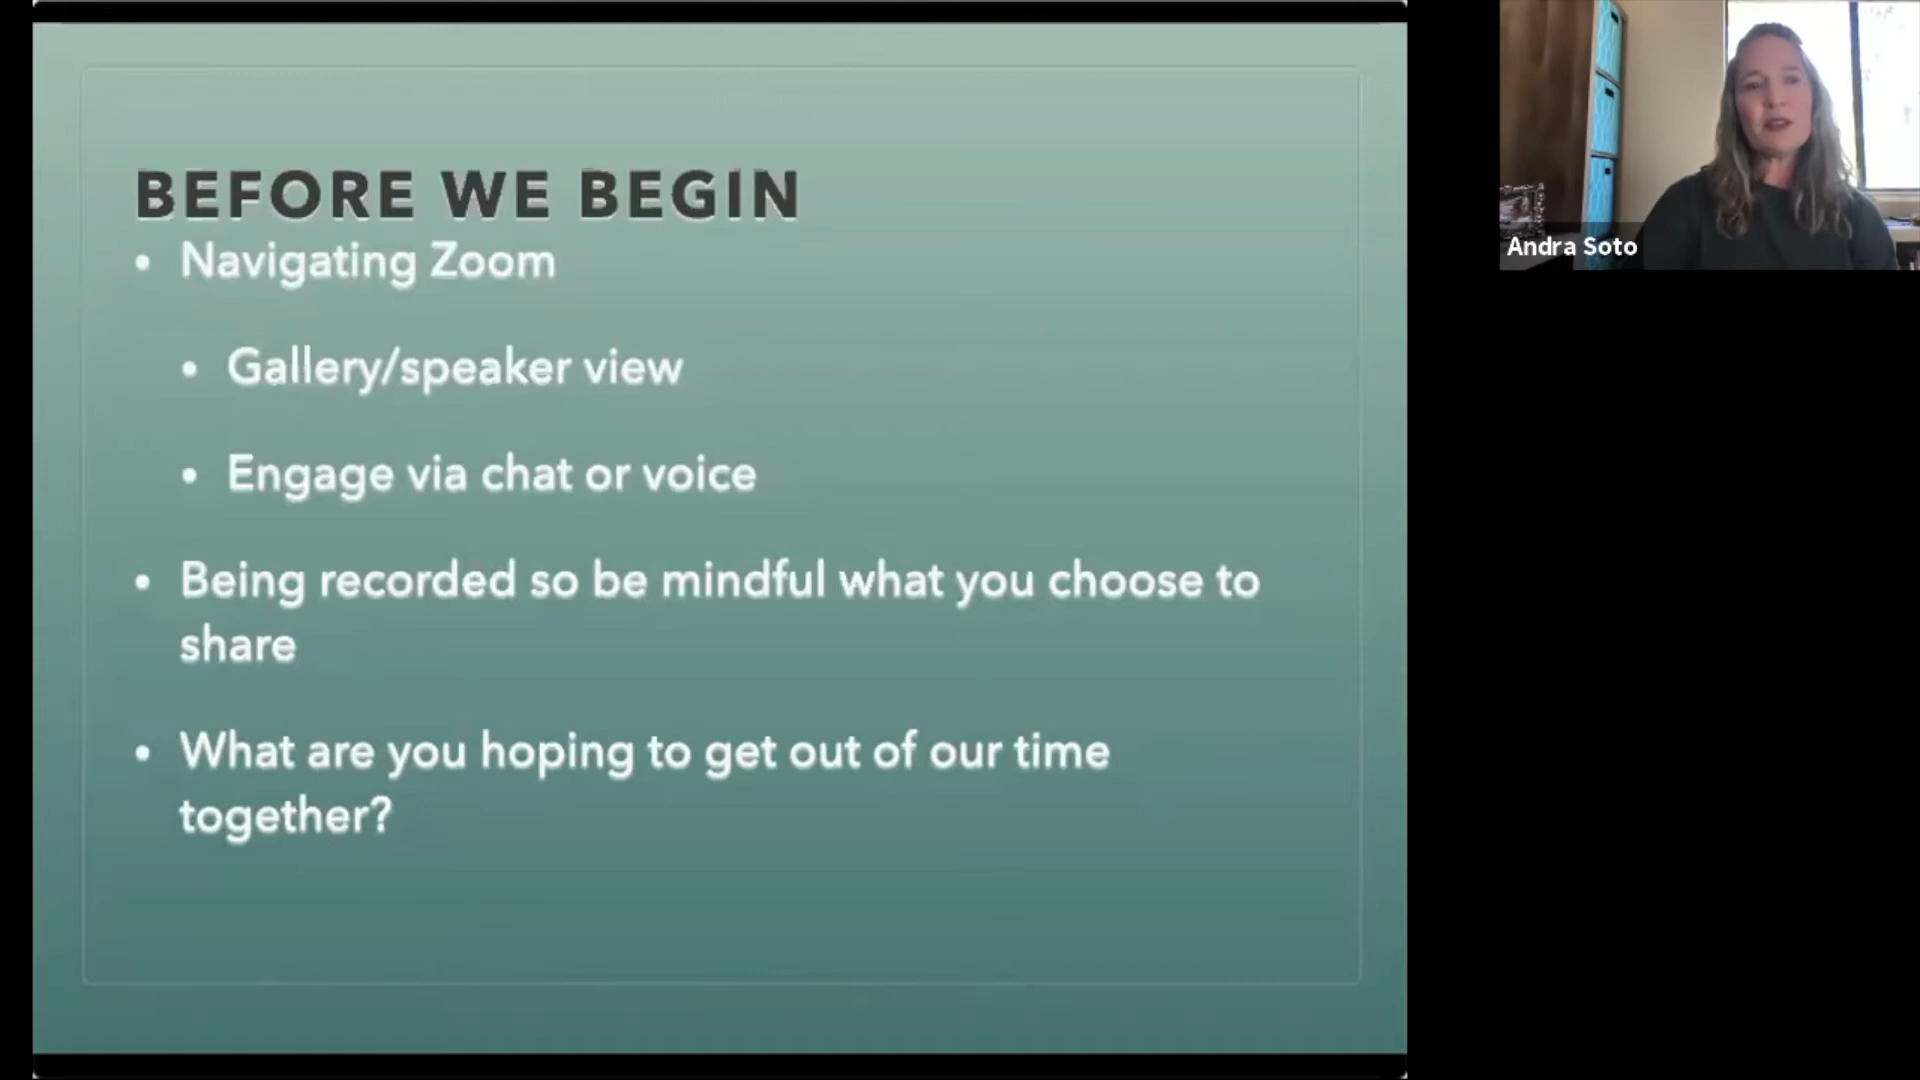 BEFORE WE BEGIN
• Navigating Zoom
• Gallery/speaker view
• Engage via chat or voice
• Being recorded so be mindful what you choose to
share
• What are you hoping to get out of our time
together?
Andra Soto